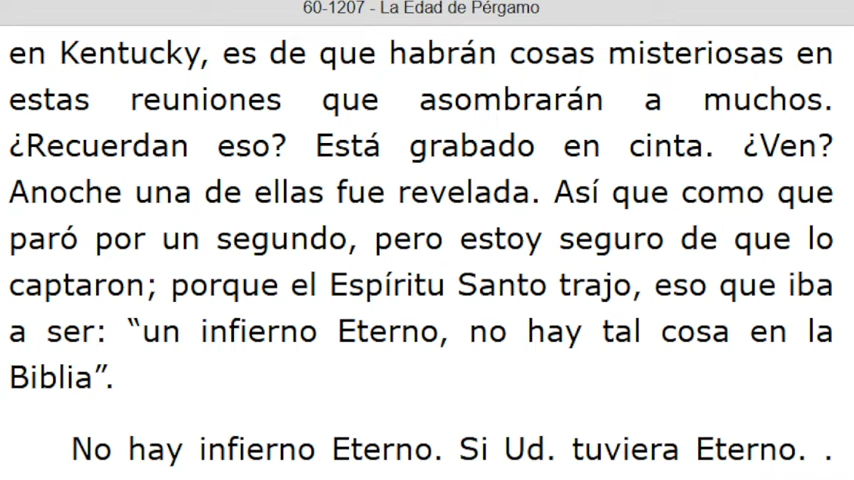 60-1207 - La Edad de Pérgamo
en Kentucky, es de que habrán cosas misteriosas en
estas reuniones que asombrarán a muchos.
¿Recuerdan eso? Está grabado en cinta. ¿Ven?
Anoche una de ellas fue revelada. Así que como que
paró por un segundo, pero estoy seguro de que lo
captaron; porque el Espíritu Santo trajo, eso que iba
a ser: “un infierno Eterno, no hay tal cosa en la
Biblia”.
No hay infierno Eterno. Si Ud. tuviera Eterno. .